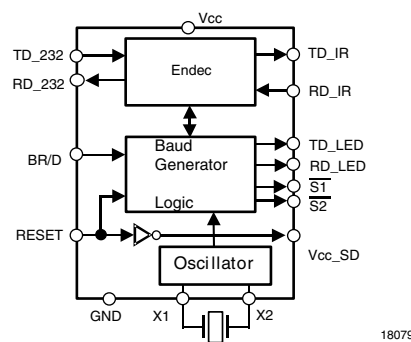 Vcc
TD_232
Endec
TD_IR
RD_232
RD_IR
BR/D
Baud
Generator
Logic
TD_LED
RD_LED
S1
S2
RESET
Vcc_SD
Oscillator
GND
X1
X2
18079